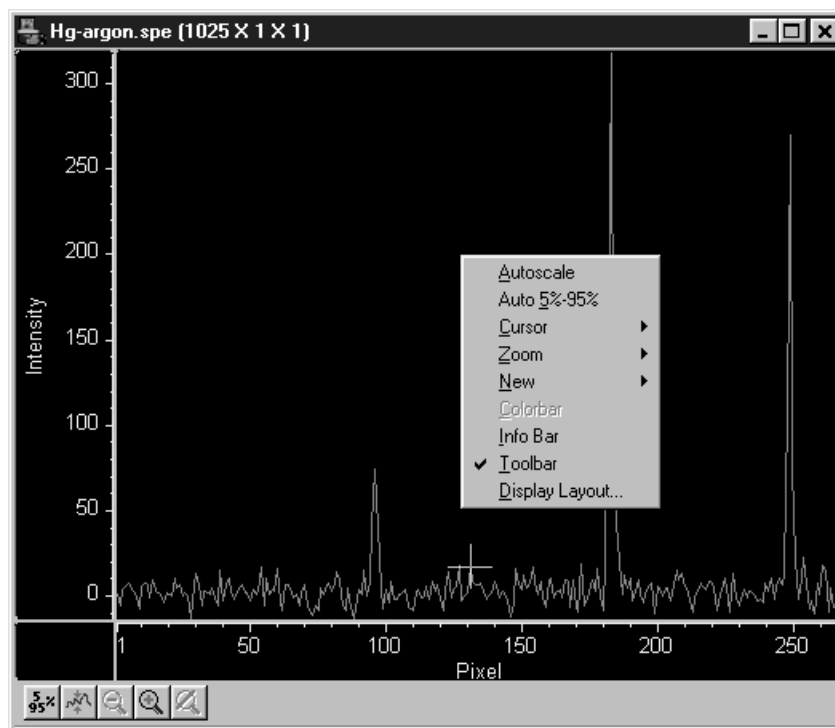 Hg-argon.spe (1025 X 1 X 1)
300
250
200
150
100
50
0
Intensity
Autoscale
Auto 5%-95%
Cursor
Zoom
New
Colorbar
Info Bar
Toolbar
Display Layout...
1 50 100 150 200 250
Pixel
5
95%